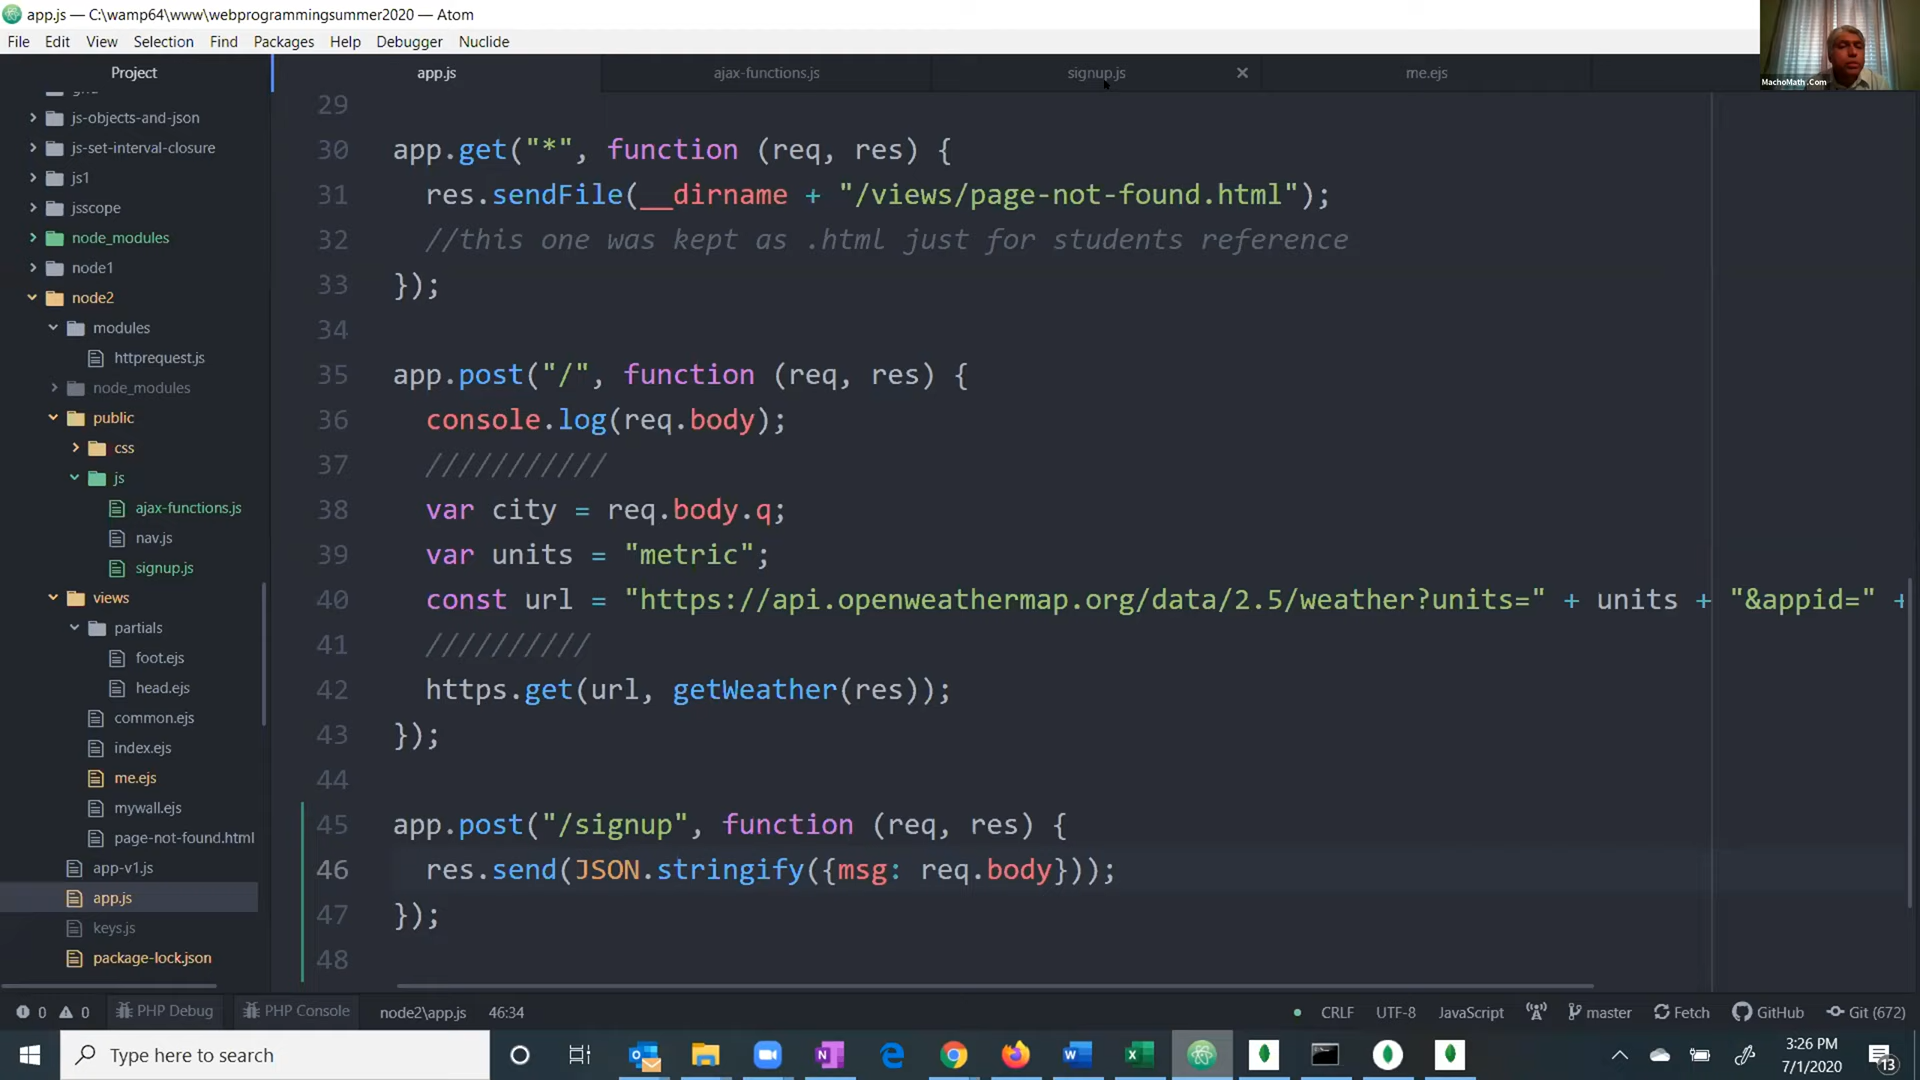 app.js — C:\wamp64\www\webprogrammingsummer2020 — Atom
File Edit View Selection Find Packages Help Debugger Nuclide
Project
app.js
ajax-functions.js
signup.js
me.ejs
MachoMath.Com
js-objects-and-json
js-set-interval-closure
js1
jsscope
node_modules
node1
node2
modules
httprequest.js
node_modules
public
css
js
ajax-functions.js
nav.js
signup.js
views
partials
foot.ejs
head.ejs
common.ejs
index.ejs
me.ejs
mywall.ejs
page-not-found.html
app-v1.js
app.js
keys.js
package-lock.json
29
30 app.get("*", function (req, res) {
31 res.sendFile(__dirname + "/views/page-not-found.html");
32 //this one was kept as .html just for students reference
33 });
34
35 app.post("/", function (req, res) {
36 console.log(req.body);
37 ///////////
38 var city = req.body.q;
39 var units = "metric";
40 const url = "https://api.openweathermap.org/data/2.5/weather?units=" + units + "&appid=" +
41 //////////
42 https.get(url, getWeather(res));
43 });
44
45 app.post("/signup", function (req, res) {
46 res.send(JSON.stringify({msg: req.body}));
47 });
48
0 0 PHP Debug PHP Console node2\app.js 46:34 CRLF UTF-8 JavaScript master Fetch GitHub Git (672)
Type here to search
3:26 PM
7/1/2020
13